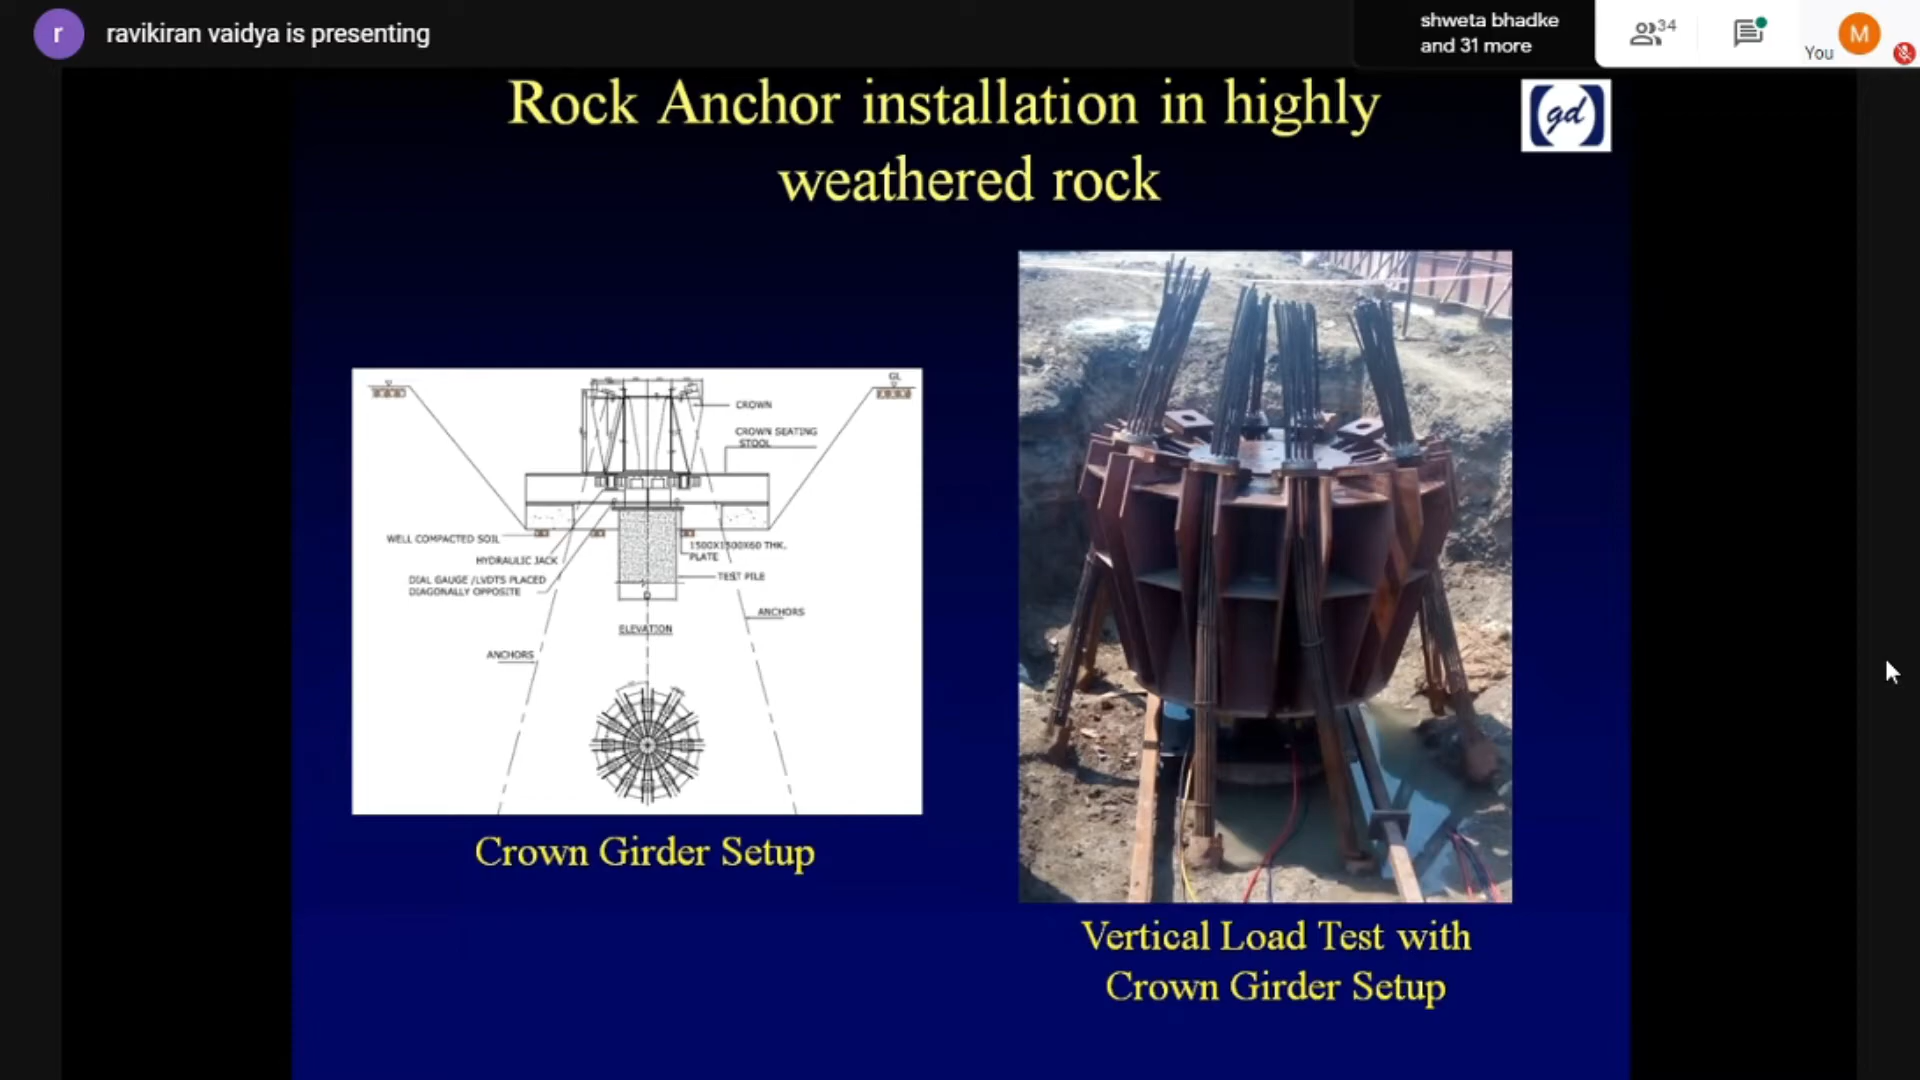 r
ravikiran vaidya is presenting
shweta bhadke
and 31 more
34
You
M
Rock Anchor installation in highly
weathered rock
gd
GL
CROWN
CROWN SEATING
STOOL
WELL COMPACTED SOIL
HYDRAULIC JACK
DIAL GAUGE /LVDTS PLACED
DIAGONALLY OPPOSITE
1500X1500X60 THK.
PLATE
TEST PILE
ANCHORS
ELEVATION
ANCHORS
Crown Girder Setup
Vertical Load Test with
Crown Girder Setup